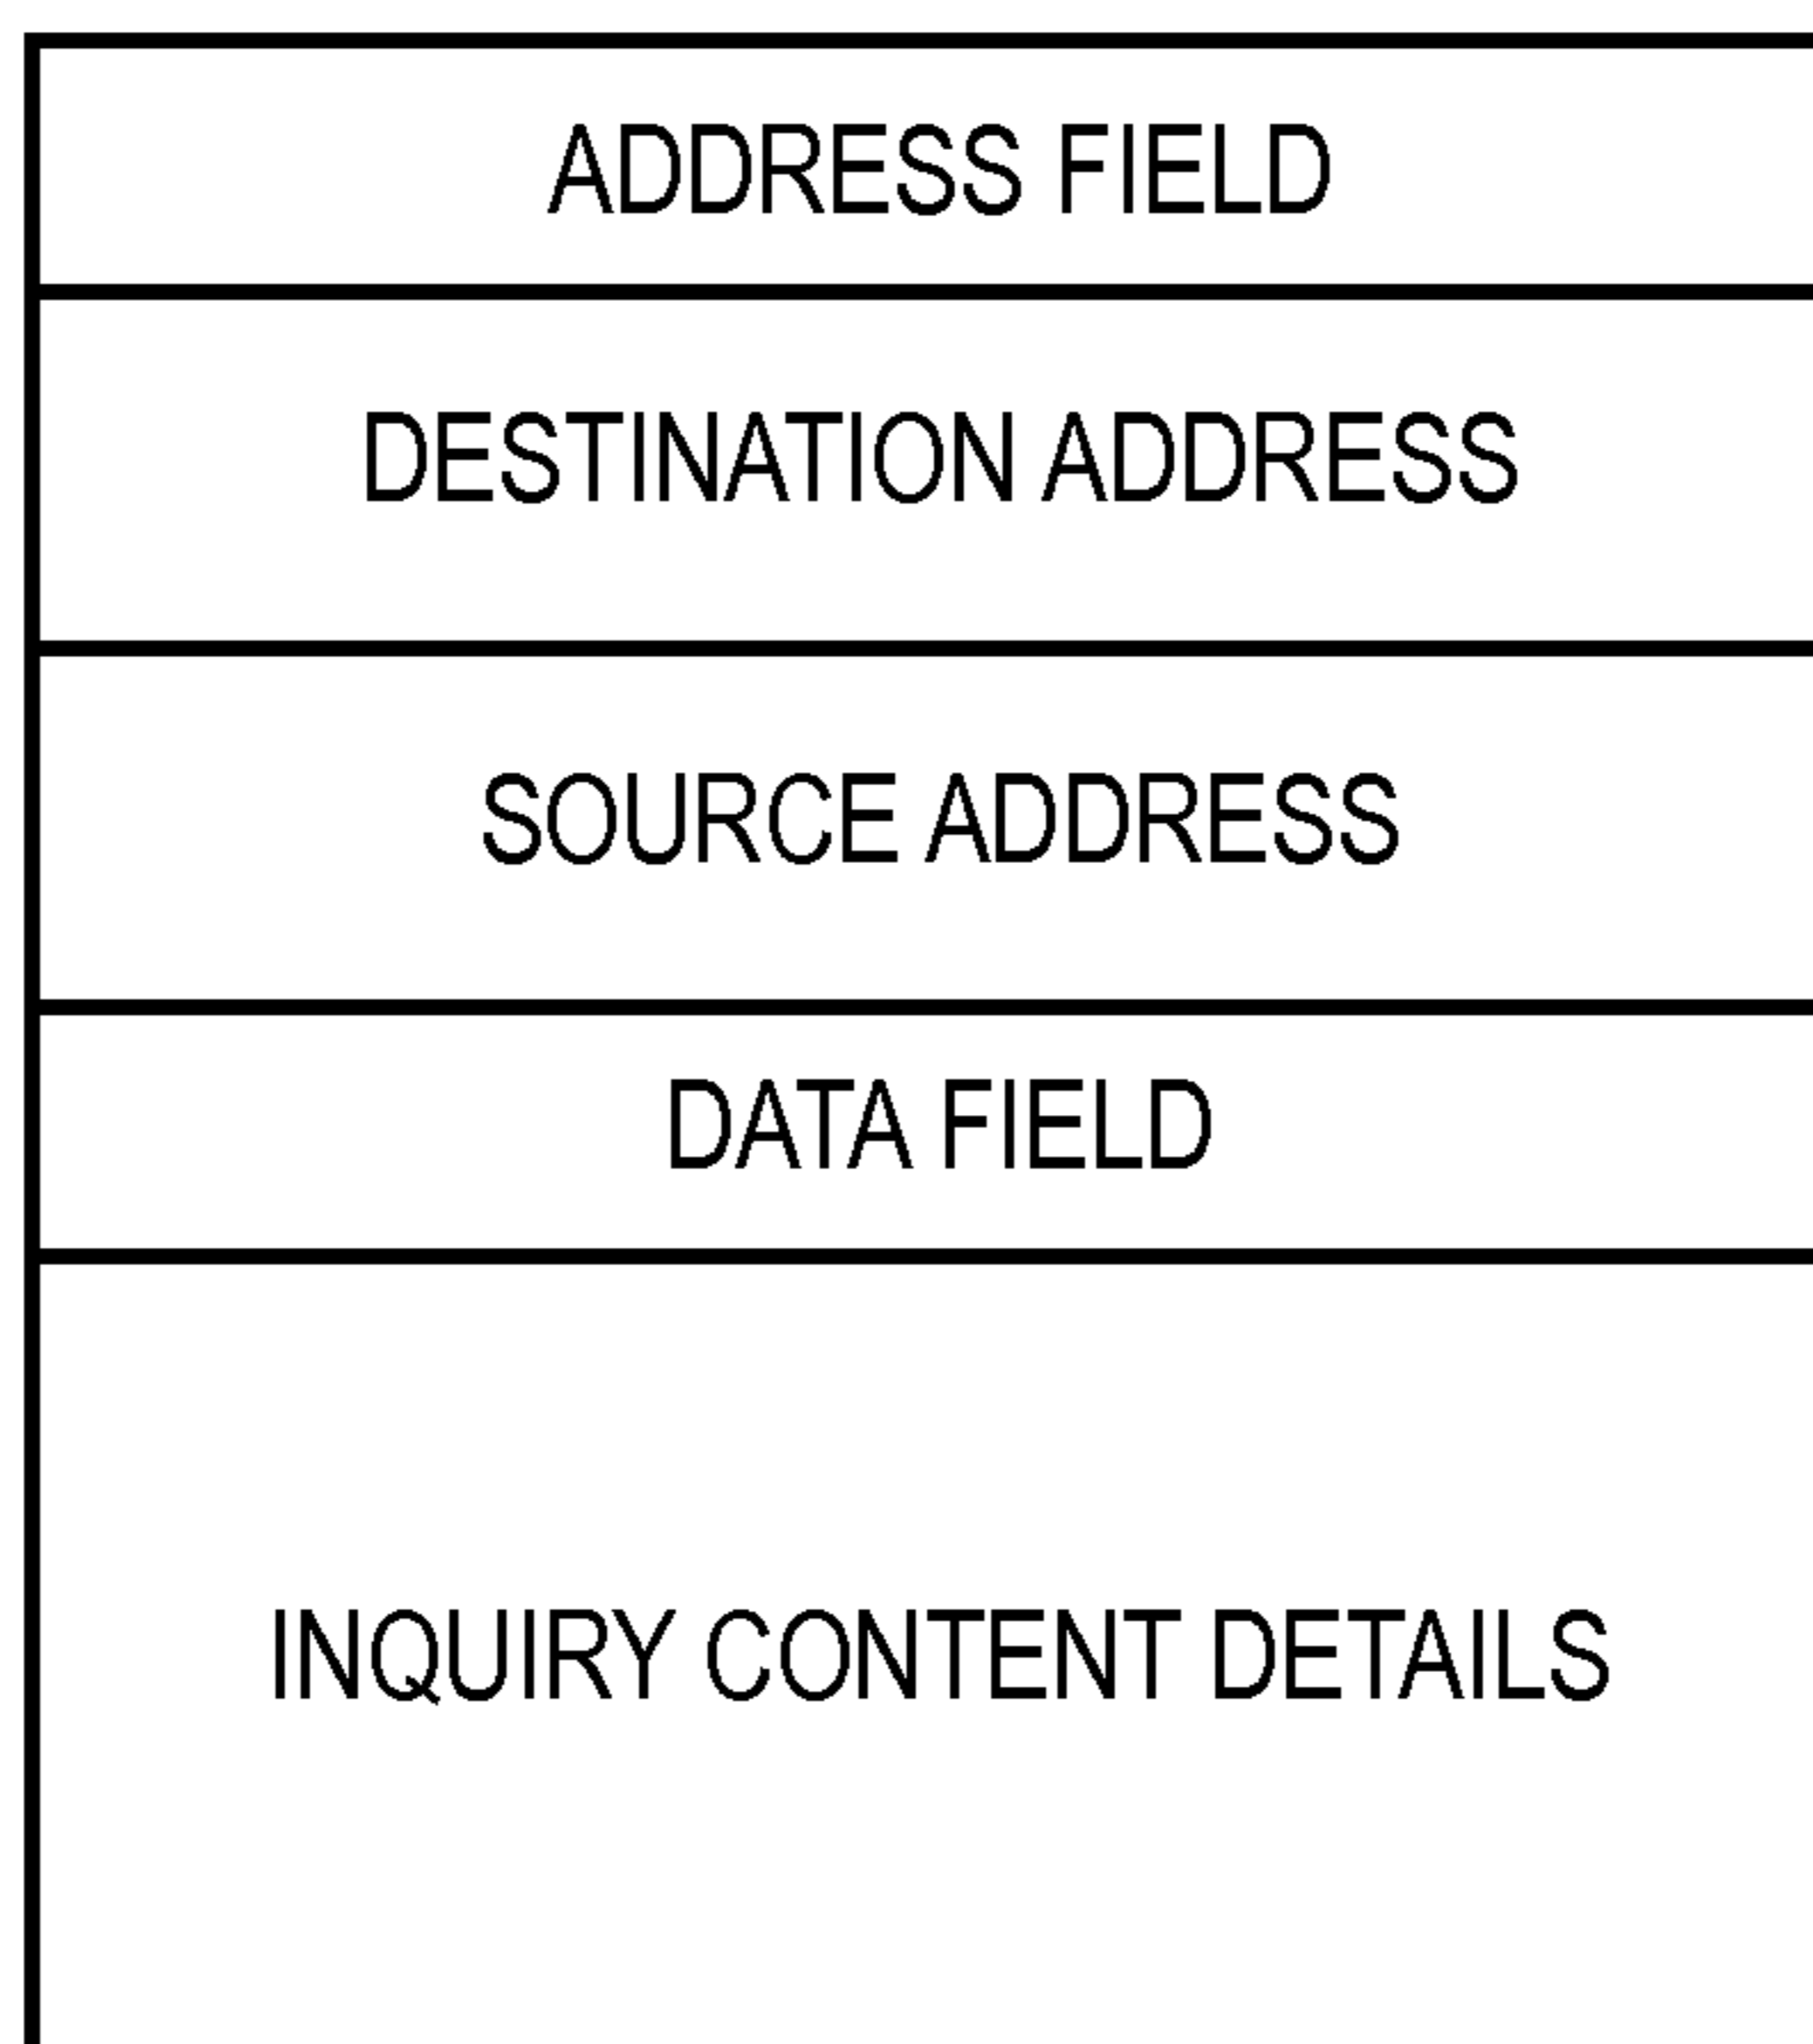 ADDRESS FIELD
DESTINATION ADDRESS
SOURCE ADDRESS
DATA FIELD
INQUIRY CONTENT DETAILS